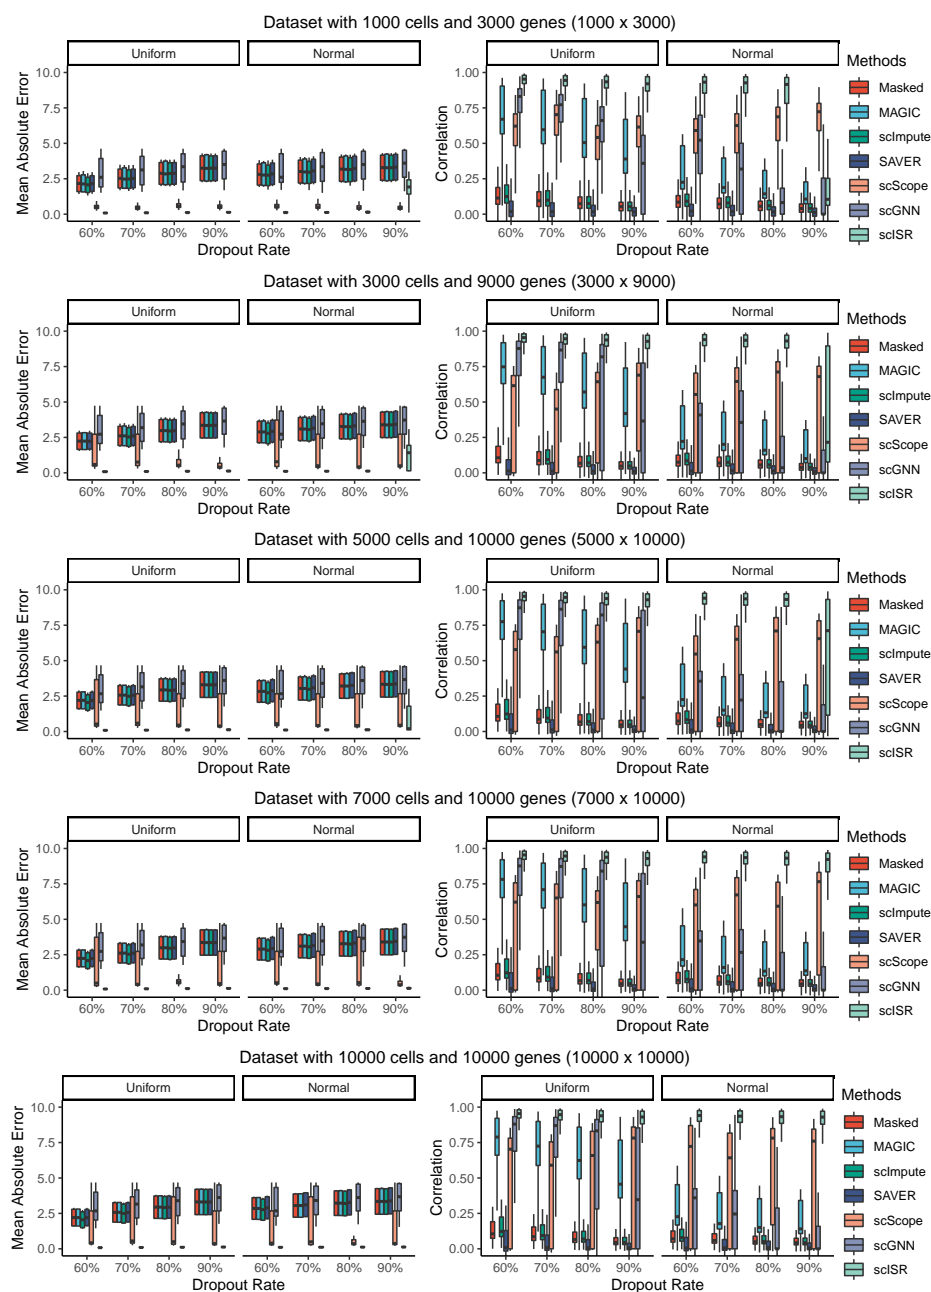 Dataset with 1000 cells and 3000 genes (1000 x 3000)
Uniform Normal Uniform Normal
Mean Absolute Error
10.0
7.5
5.0
2.5
0.0
60% 70% 80% 90% 60% 70% 80% 90%
Dropout Rate
Correlation
1.00
0.75
0.50
0.25
0.00
60% 70% 80% 90% 60% 70% 80% 90%
Dropout Rate
Methods
Masked
MAGIC
scImpute
SAVER
scScope
scGNN
scISR
Dataset with 3000 cells and 9000 genes (3000 x 9000)
Uniform Normal Uniform Normal
Mean Absolute Error
10.0
7.5
5.0
2.5
0.0
60% 70% 80% 90% 60% 70% 80% 90%
Dropout Rate
Correlation
1.00
0.75
0.50
0.25
0.00
60% 70% 80% 90% 60% 70% 80% 90%
Dropout Rate
Methods
Masked
MAGIC
scImpute
SAVER
scScope
scGNN
scISR
Dataset with 5000 cells and 10000 genes (5000 x 10000)
Uniform Normal Uniform Normal
Mean Absolute Error
10.0
7.5
5.0
2.5
0.0
60% 70% 80% 90% 60% 70% 80% 90%
Dropout Rate
Correlation
1.00
0.75
0.50
0.25
0.00
60% 70% 80% 90% 60% 70% 80% 90%
Dropout Rate
Methods
Masked
MAGIC
scImpute
SAVER
scScope
scGNN
scISR
Dataset with 7000 cells and 10000 genes (7000 x 10000)
Uniform Normal Uniform Normal
Mean Absolute Error
10.0
7.5
5.0
2.5
0.0
60% 70% 80% 90% 60% 70% 80% 90%
Dropout Rate
Correlation
1.00
0.75
0.50
0.25
0.00
60% 70% 80% 90% 60% 70% 80% 90%
Dropout Rate
Methods
Masked
MAGIC
scImpute
SAVER
scScope
scGNN
scISR
Dataset with 10000 cells and 10000 genes (10000 x 10000)
Uniform Normal Uniform Normal
Mean Absolute Error
10.0
7.5
5.0
2.5
0.0
60% 70% 80% 90% 60% 70% 80% 90%
Dropout Rate
Correlation
1.00
0.75
0.50
0.25
0.00
60% 70% 80% 90% 60% 70% 80% 90%
Dropout Rate
Methods
Masked
MAGIC
scImpute
SAVER
scScope
scGNN
scISR